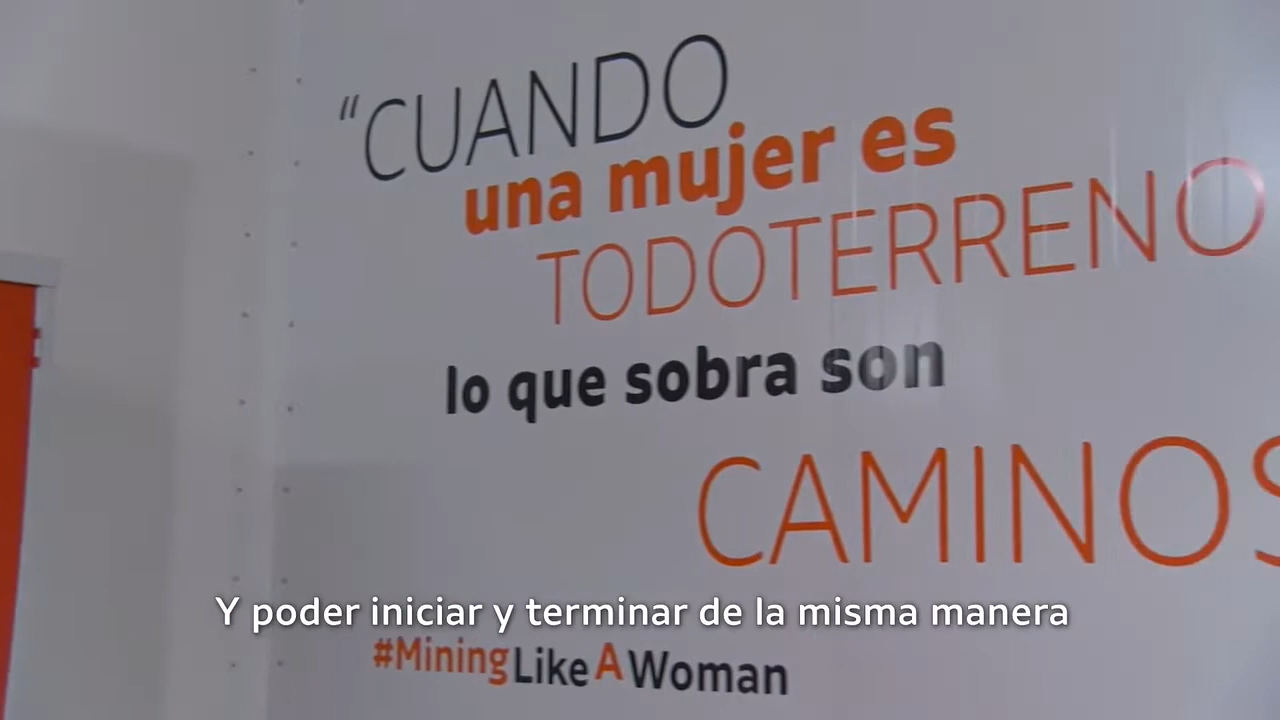 “CUANDO
una mujer es
TODOTERRENO
lo que sobra son
CAMINOS
Y poder iniciar y terminar de la misma manera
#MiningLikeAWoman